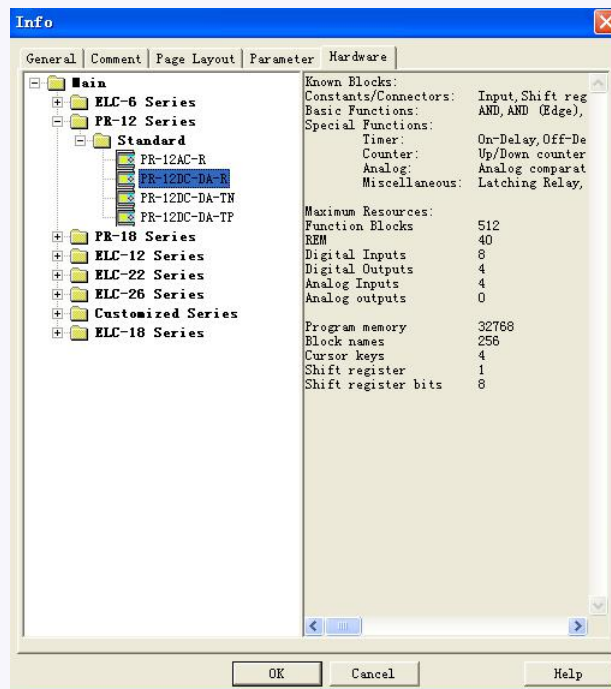 Info
General Comment Page Layout Parameter Hardware
Main
ELC-6 Series
PR-12 Series
Standard
PR-12AC-R
PR-12DC-DA-R
PR-12DC-DA-TN
PR-12DC-DA-TP
PR-18 Series
ELC-12 Series
ELC-22 Series
ELC-26 Series
Customized Series
ELC-18 Series
Known Blocks:
Constants/Connectors: Input, Shift reg
Basic Functions: AND, AND (Edge),
Special Functions:
Timer: On-Delay, Off-De
Counter: Up/Down counter
Analog: Analog comparat
Miscellaneous: Latching Relay,
Maximum Resources:
Function Blocks 512
REM 40
Digital Inputs 8
Digital Outputs 4
Analog Inputs 4
Analog outputs 0
Program memory 32768
Block names 256
Cursor keys 4
Shift register 1
Shift register bits 8
OK Cancel Help